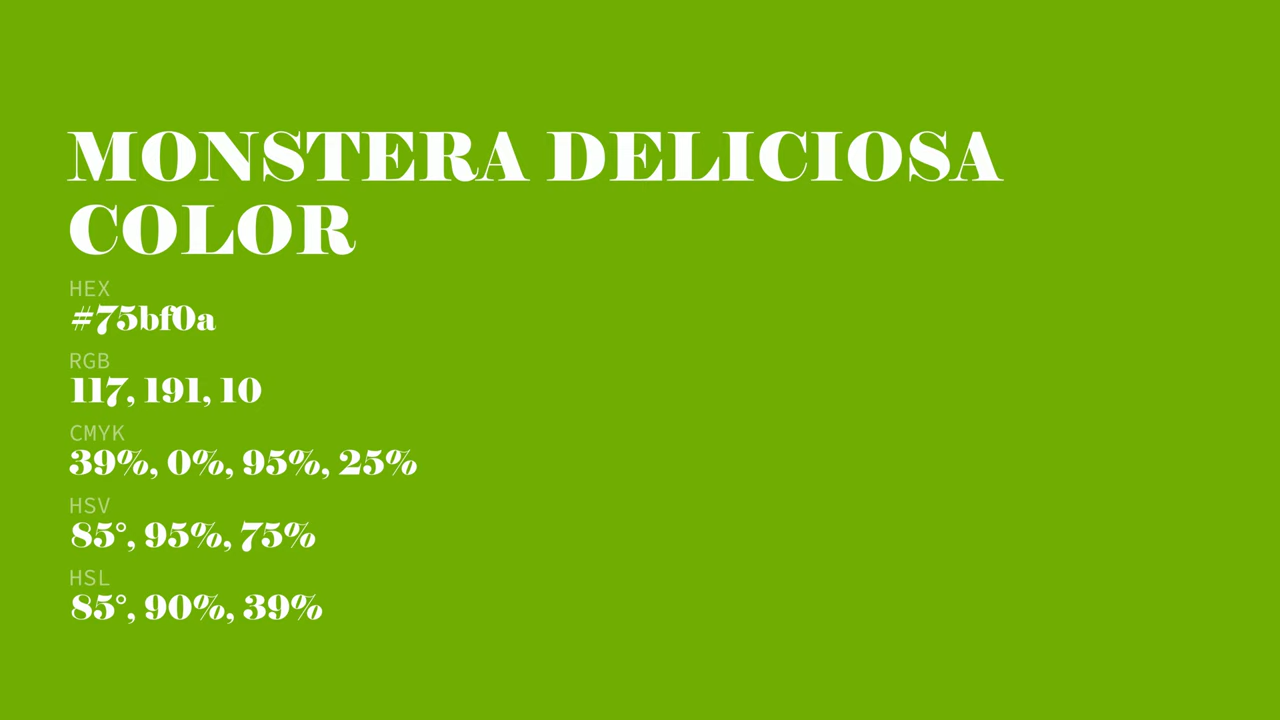 MONSTERA DELICIOSA
COLOR
HEX
#75bf0a
RGB
117, 191, 10
CMYK
39%, 0%, 95%, 25%
HSV
85°, 95%, 75%
HSL
85°, 90%, 39%